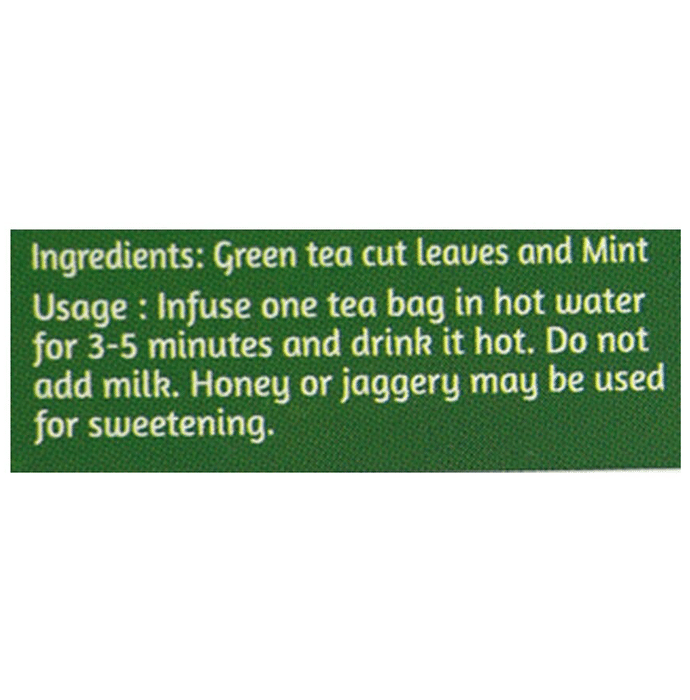 Ingredients: Green tea cut leaves and Mint
Usage : Infuse one tea bag in hot water
for 3-5 minutes and drink it hot. Do not
add milk. Honey or jaggery may be used
for sweetening.